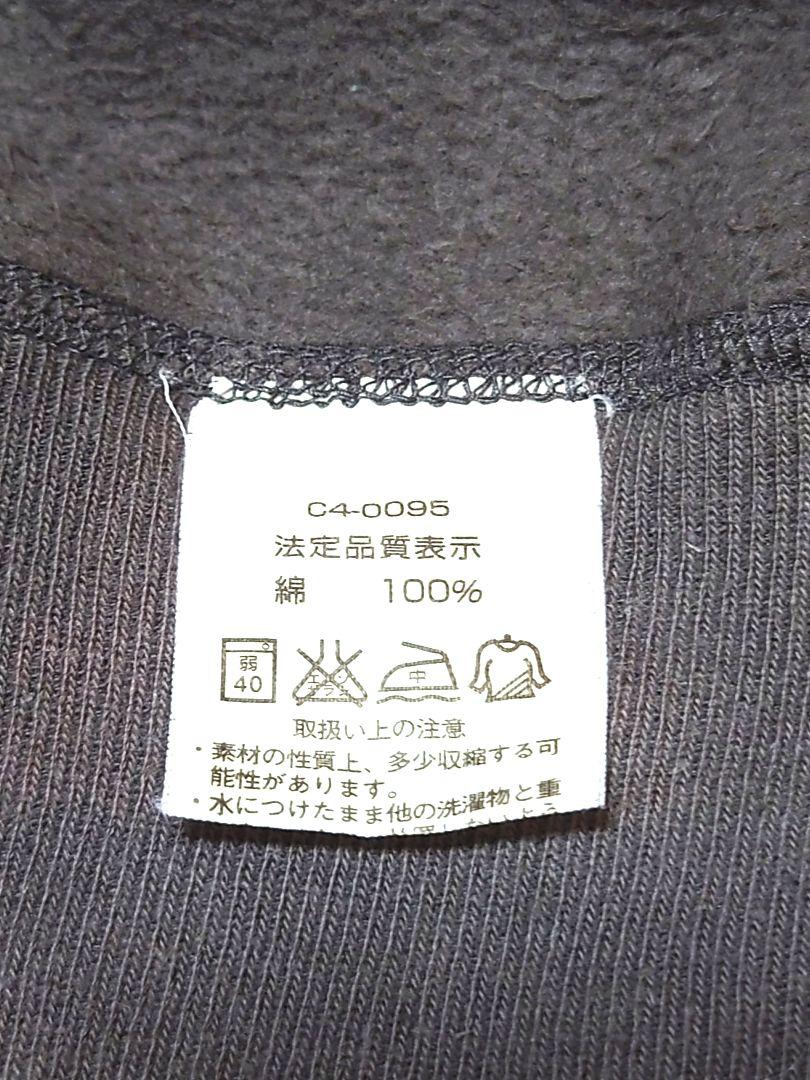 C4-0095
法定品質表示
綿 100%
弱
40
エンソ
サラシ
中
取扱い上の注意
・素材の性質上、多少収縮する可
能性があります。
・水につけたまま他の洗濯物と重